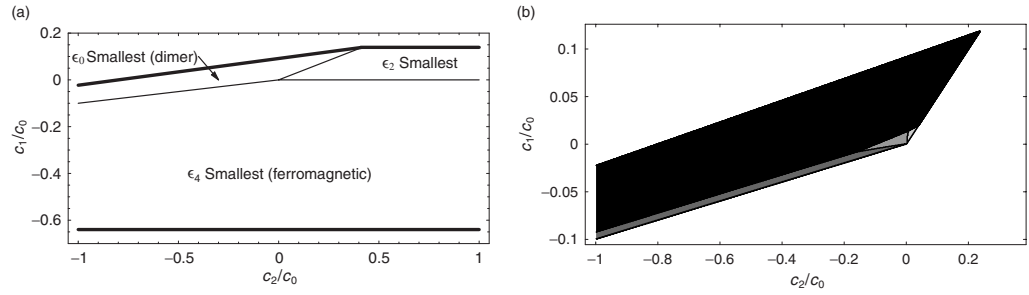 (a)
0.2
0
−0.2
−0.4
−0.6
c1/c0
ϵ0 Smallest (dimer)
ϵ2 Smallest
ϵ4 Smallest (ferromagnetic)
−1
−0.5
0
0.5
1
c2/c0
(b)
0.1
0.05
0
−0.05
−0.1
c1/c0
−1
−0.8
−0.6
−0.4
−0.2
0
0.2
c2/c0